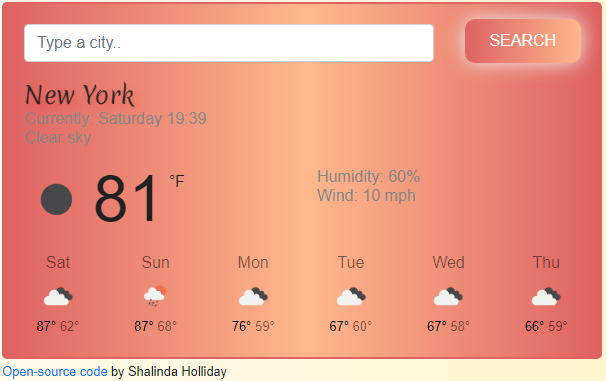 Type a city..
SEARCH
New York
Currently: Saturday 19:39
Clear sky
81 °F
Humidity: 60%
Wind: 10 mph
Sat Sun Mon Tue Wed Thu
87° 62° 87° 68° 76° 59° 67° 60° 67° 58° 66° 59°
Open-source code by Shalinda Holliday